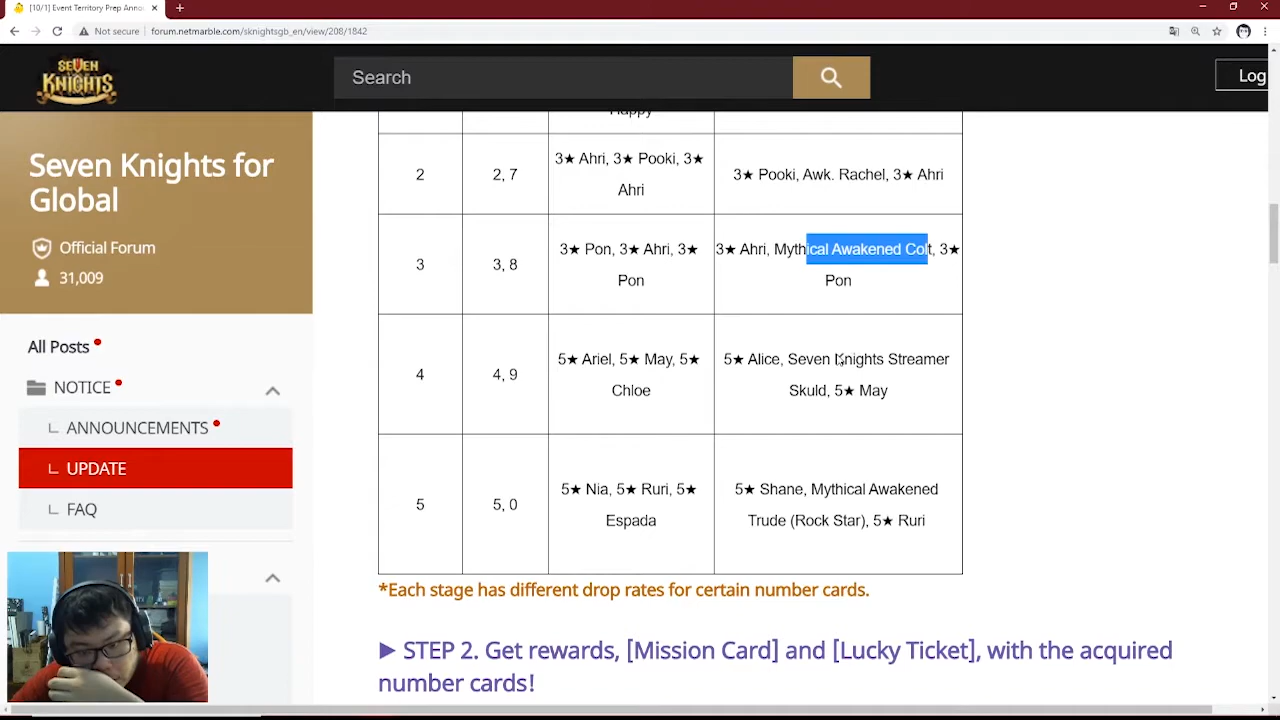 [10/1] Event Territory Prep Annou
Not secure
forum.netmarble.com/sknightsgb_en/view/208/1842
SEVEN
KNIGHTS
Search
Log
Seven Knights for
Global
Official Forum
31,009
All Posts
NOTICE
ANNOUNCEMENTS
UPDATE
FAQ
Happy
2
2, 7
3★ Ahri, 3★ Pooki, 3★
Ahri
3★ Pooki, Awk. Rachel, 3★ Ahri
3
3, 8
3★ Pon, 3★ Ahri, 3★
Pon
3★ Ahri, Mythical Awakened Colt, 3★
Pon
4
4, 9
5★ Ariel, 5★ May, 5★
Chloe
5★ Alice, Seven Knights Streamer
Skuld, 5★ May
5
5, 0
5★ Nia, 5★ Ruri, 5★
Espada
5★ Shane, Mythical Awakened
Trude (Rock Star), 5★ Ruri
*Each stage has different drop rates for certain number cards.
► STEP 2. Get rewards, [Mission Card] and [Lucky Ticket], with the acquired
number cards!